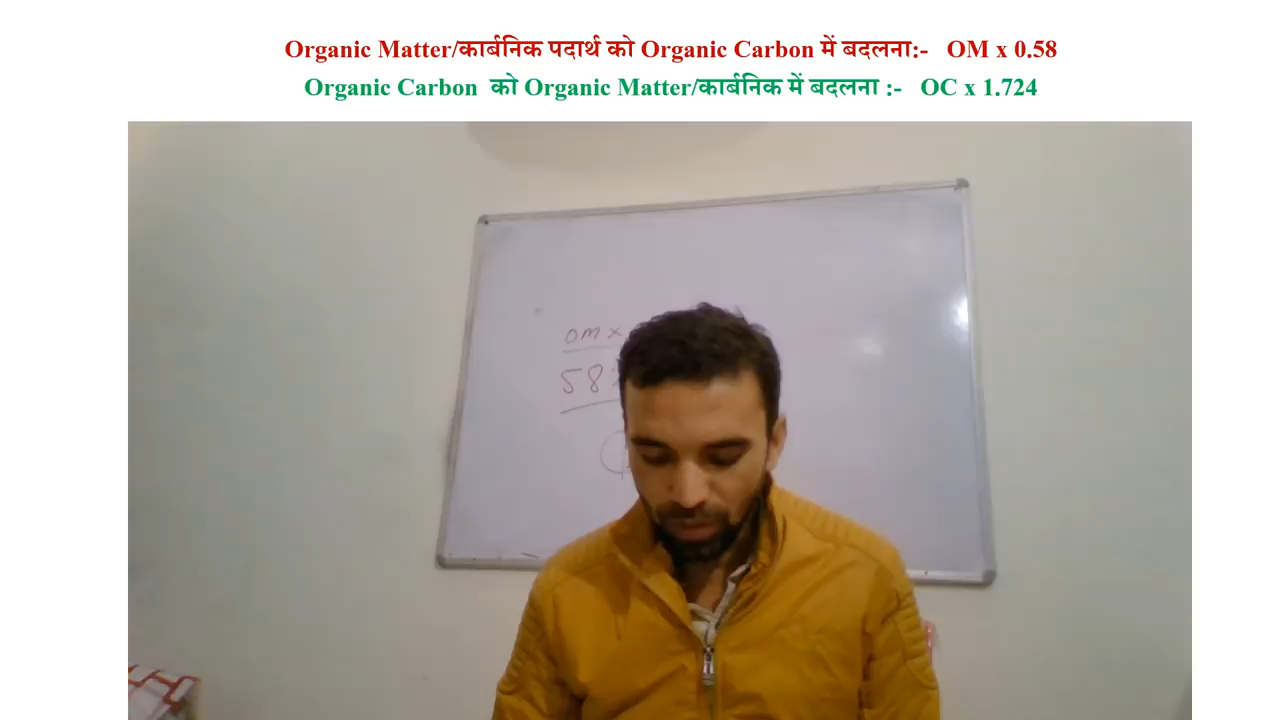 Organic Matter/कार्बनिक पदार्थ को Organic Carbon में बदलना:- OM x 0.58
Organic Carbon को Organic Matter/कार्बनिक में बदलना :- OC x 1.724
OM x
58